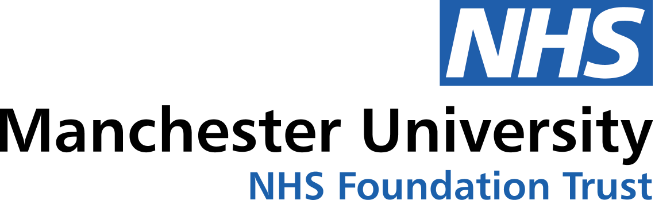 NHS
Manchester University
NHS Foundation Trust